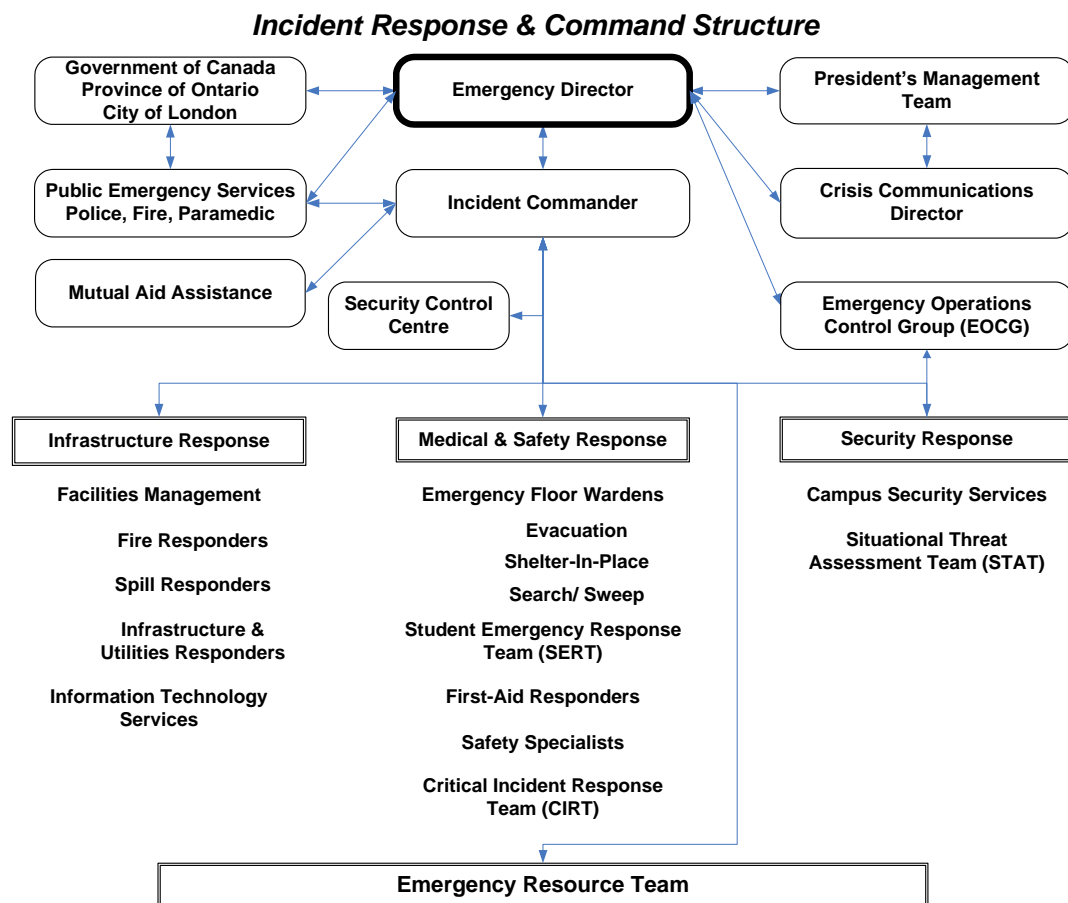 Incident Response & Command Structure
Government of Canada
Province of Ontario
City of London
Emergency Director
President's Management
Team
Public Emergency Services
Police, Fire, Paramedic
Incident Commander
Crisis Communications
Director
Mutual Aid Assistance
Security Control
Centre
Emergency Operations
Control Group (EOCG)
Infrastructure Response
Facilities Management
Fire Responders
Spill Responders
Infrastructure &
Utilities Responders
Information Technology
Services
Medical & Safety Response
Emergency Floor Wardens
Evacuation
Shelter-In-Place
Search/ Sweep
Student Emergency Response
Team (SERT)
First-Aid Responders
Safety Specialists
Critical Incident Response
Team (CIRT)
Security Response
Campus Security Services
Situational Threat
Assessment Team (STAT)
Emergency Resource Team